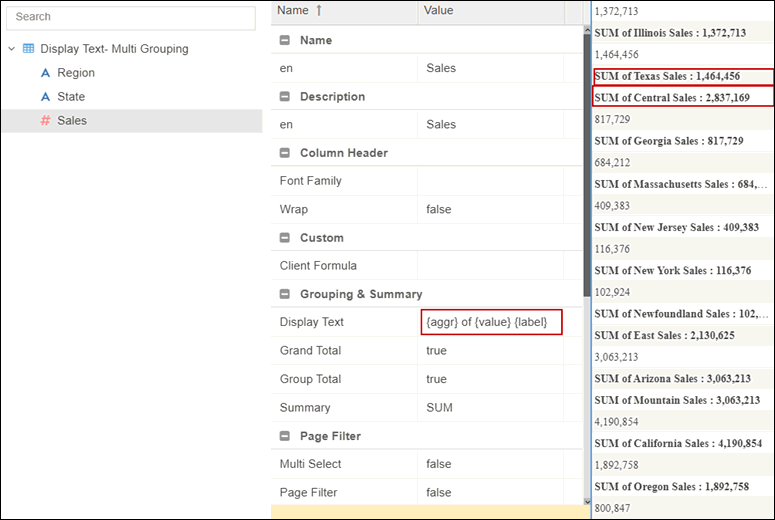 Search
Display Text- Multi Grouping
Region
State
Sales
Name ↑ Value
Name
en Sales
Description
en Sales
Column Header
Font Family
Wrap false
Custom
Client Formula
Grouping & Summary
Display Text {aggr} of {value} {label}
Grand Total true
Group Total true
Summary SUM
Page Filter
Multi Select false
Page Filter false
1,372,713
SUM of Illinois Sales : 1,372,713
1,464,456
SUM of Texas Sales : 1,464,456
SUM of Central Sales : 2,837,169
817,729
SUM of Georgia Sales : 817,729
684,212
SUM of Massachusetts Sales : 684,...
409,383
SUM of New Jersey Sales : 409,383
116,376
SUM of New York Sales : 116,376
102,924
SUM of Newfoundland Sales : 102,...
SUM of East Sales : 2,130,625
3,063,213
SUM of Arizona Sales : 3,063,213
SUM of Mountain Sales : 3,063,213
4,190,854
SUM of California Sales : 4,190,854
1,892,758
SUM of Oregon Sales : 1,892,758
800,847